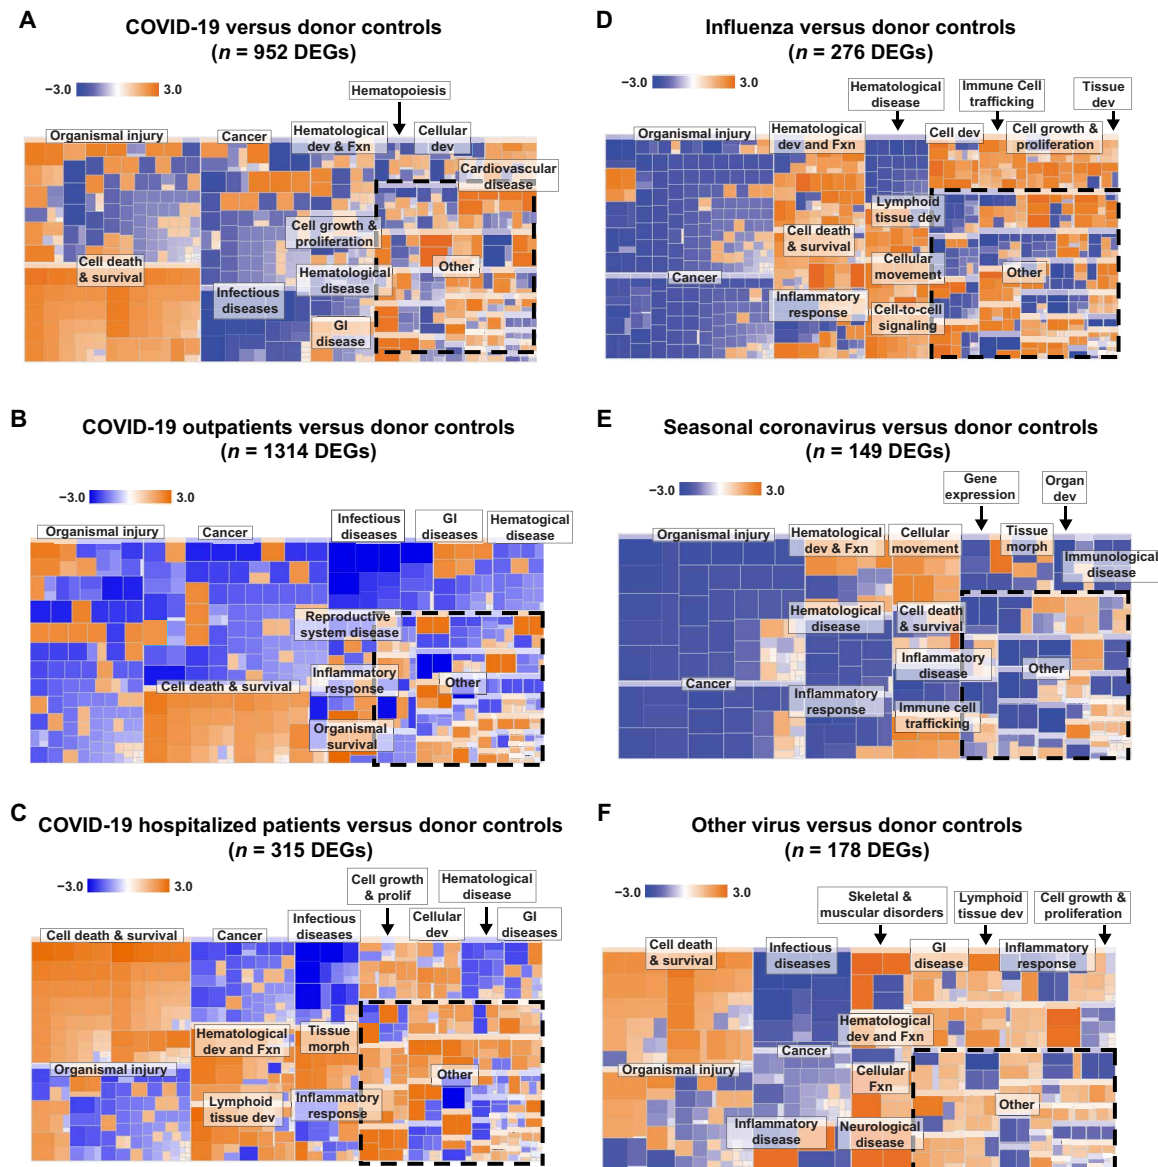 A
COVID-19 versus donor controls
(n = 952 DEGs)
−3.0
3.0
Hematopoiesis
Organismal injury
Cancer
Hematological
dev & Fxn
Cellular
dev
Cardiovascular
disease
Cell growth &
proliferation
Cell death
& survival
Hematological
disease
Other
Infectious
diseases
GI
disease
B
COVID-19 outpatients versus donor controls
(n = 1314 DEGs)
−3.0
3.0
Organismal injury
Cancer
Infectious
diseases
GI
diseases
Hematogical
disease
Reproductive
system disease
Cell death & survival
Inflammatory
response
Other
Organismal
survival
C
COVID-19 hospitalized patients versus donor controls
(n = 315 DEGs)
−3.0
3.0
Cell growth
& prolif
Hematological
disease
Cell death & survival
Cancer
Infectious
diseases
Cellular
dev
GI
diseases
Hematological
dev and Fxn
Tissue
morph
Organismal injury
Other
Lymphoid
tissue dev
Inflammatory
response
D
Influenza versus donor controls
(n = 276 DEGs)
−3.0
3.0
Hematological
disease
Immune Cell
trafficking
Tissue
dev
Organismal injury
Hematological
dev and Fxn
Cell dev
Cell growth &
proliferation
Lymphoid
tissue dev
Cell death
& survival
Cancer
Cellular
movement
Other
Inflammatory
response
Cell-to-cell
signaling
E
Seasonal coronavirus versus donor controls
(n = 149 DEGs)
−3.0
3.0
Gene
expression
Organ
dev
Organismal injury
Hematological
dev & Fxn
Cellular
movement
Tissue
morph
Immunological
disease
Hematological
disease
Cell death
& survival
Inflammatory
disease
Other
Cancer
Inflammatory
response
Immune cell
trafficking
F
Other virus versus donor controls
(n = 178 DEGs)
−3.0
3.0
Skeletal &
muscular disorders
Lymphoid
tissue dev
Cell growth &
proliferation
Cell death
& survival
Infectious
diseases
GI
disease
Inflammatory
response
Hematological
dev and Fxn
Cancer
Organismal injury
Cellular
Fxn
Other
Inflammatory
disease
Neurological
disease